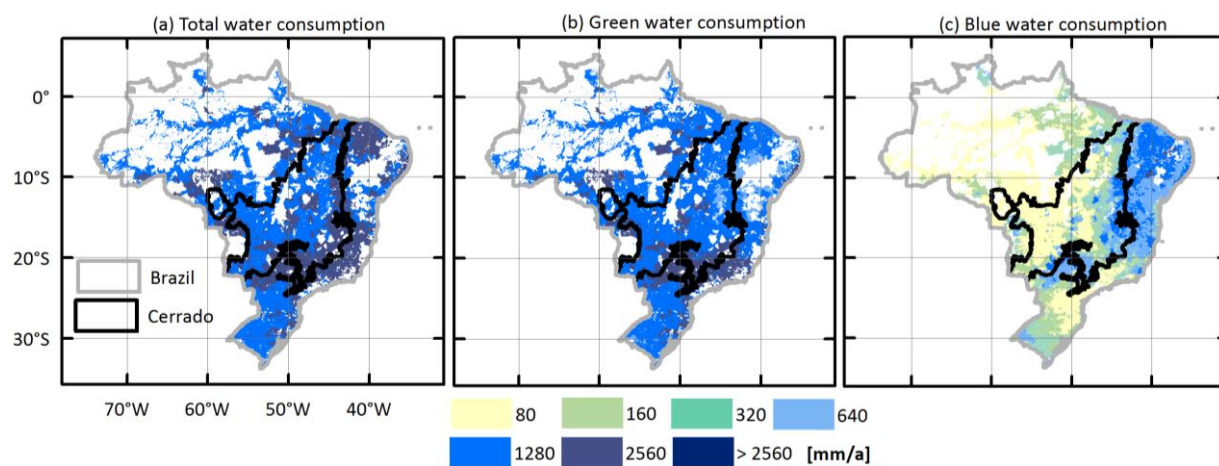 (a) Total water consumption
(b) Green water consumption
(c) Blue water consumption
0°
10°S
20°S
30°S
Brazil
Cerrado
70°W 60°W 50°W 40°W
80 160 320 640
1280 2560 > 2560 [mm/a]